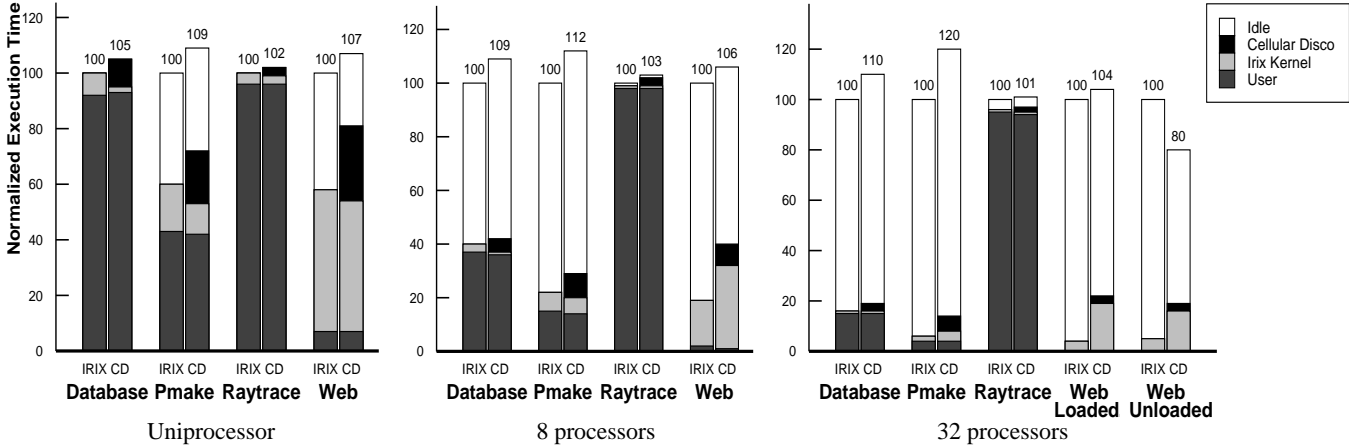 Normalized Execution Time
120
100
80
60
40
20
0
100 105
100 109
100 102
100 107
IRIX CD IRIX CD IRIX CD IRIX CD
Database Pmake Raytrace Web
Uniprocessor
120
100
80
60
40
20
0
100 109
100 112
100 103
100 106
IRIX CD IRIX CD IRIX CD IRIX CD
Database Pmake Raytrace Web
8 processors
120
100
80
60
40
20
0
100 110
100 120
100 101
100 104
100 80
IRIX CD IRIX CD IRIX CD IRIX CD IRIX CD
Database Pmake Raytrace Web Web
Loaded Unloaded
32 processors
Idle
Cellular Disco
Irix Kernel
User